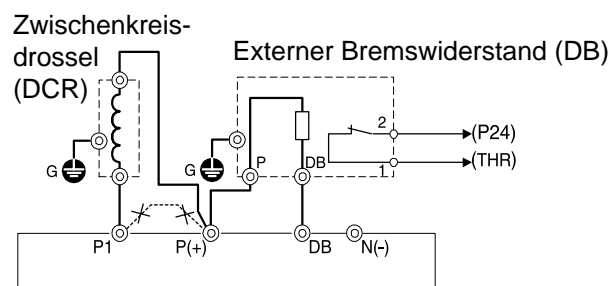 Zwischenkreis-
drossel
(DCR)
Externer Bremswiderstand (DB)
2
(P24)
G
G
P
DB
1
(THR)
P1
P(+)
DB
N(-)